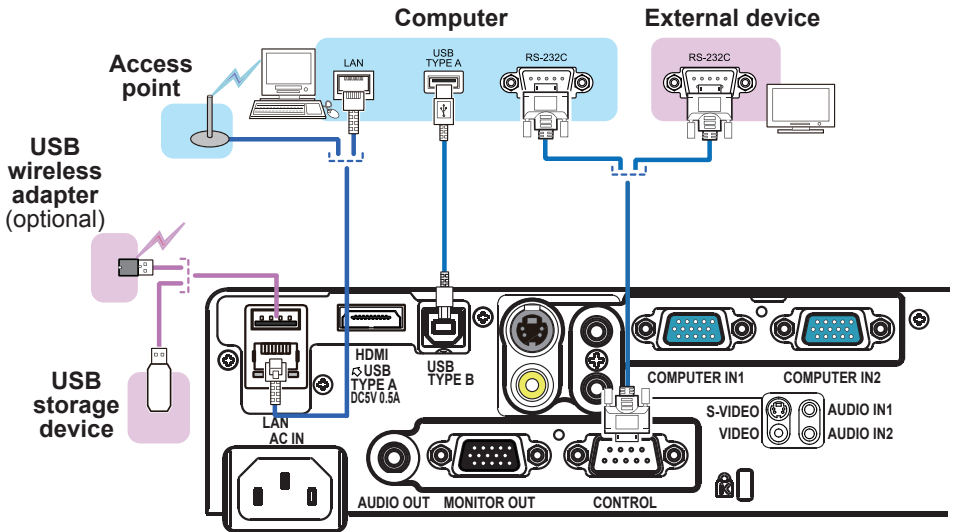 Computer
External device
Access
point
LAN
USB
TYPE A
RS-232C
RS-232C
USB
wireless
adapter
(optional)
USB
storage
device
HDMI
USB
TYPE A
DC5V 0.5A
USB
TYPE B
LAN
AC IN
COMPUTER IN1
COMPUTER IN2
S-VIDEO
VIDEO
AUDIO IN1
AUDIO IN2
AUDIO OUT
MONITOR OUT
CONTROL
K